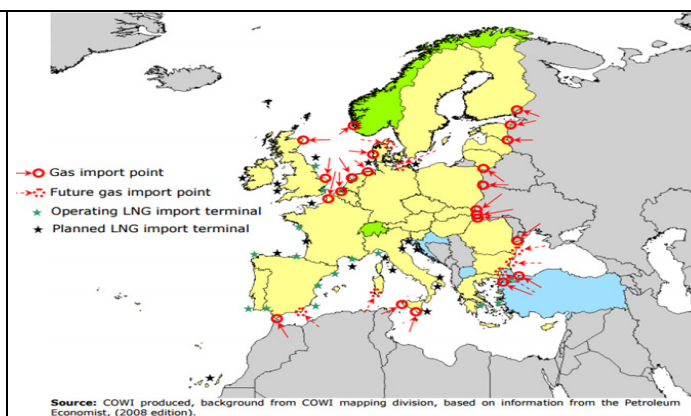 Gas import point
Future gas import point
Operating LNG import terminal
Planned LNG import terminal
Source: COWI produced, background from COWI mapping division, based on information from the Petroleum
Economist, (2008 edition).